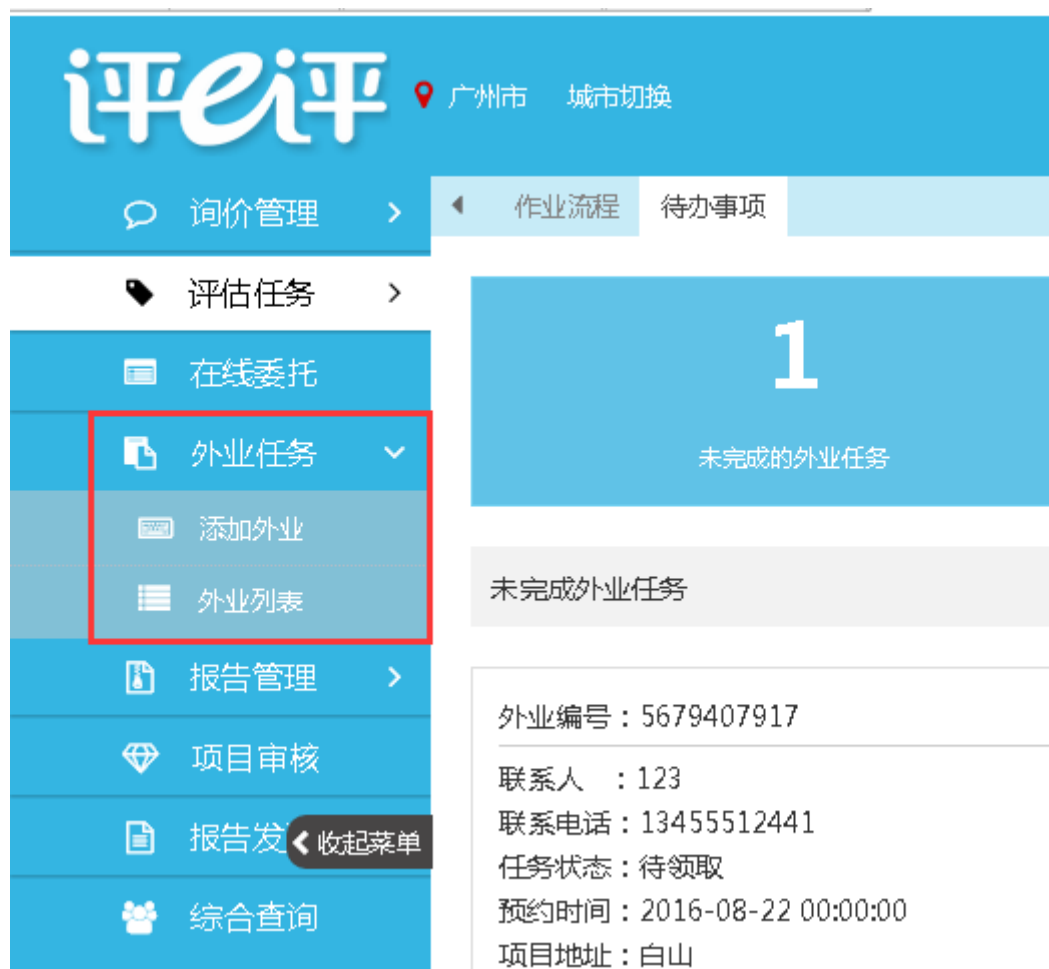 评e评
广州市 城市切换
询价管理
作业流程 待办事项
评估任务
1
在线委托
外业任务
未完成的外业任务
添加外业
未完成外业任务
外业列表
报告管理
外业编号：5679407917
项目审核
联系人 ：123
联系电话：13455512441
报告发
收起菜单
任务状态：待领取
综合查询
预约时间：2016-08-22 00:00:00
项目地址：白山